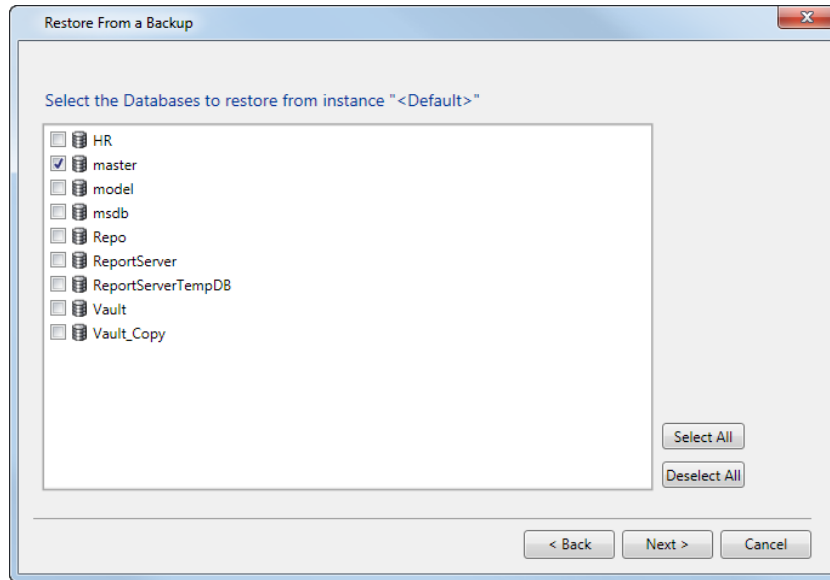 Restore From a Backup
Select the Databases to restore from instance "<Default>"
HR
master
model
msdb
Repo
ReportServer
ReportServerTempDB
Vault
Vault_Copy
Select All
Deselect All
< Back Next > Cancel